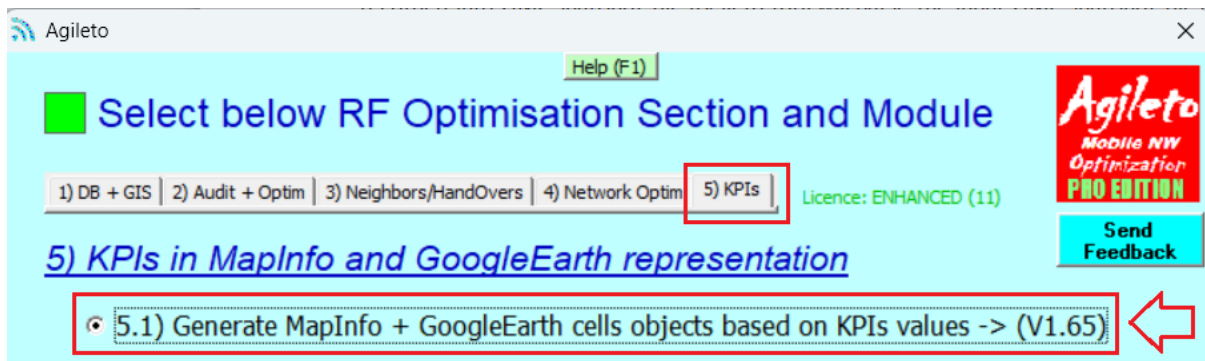 Agileto
Help (F1)
Select below RF Optimisation Section and Module
Agileto
Mobile NW
Optimization
PRO EDITION
1) DB + GIS 2) Audit + Optim 3) Neighbors/HandOvers 4) Network Optim 5) KPIs Licence: ENHANCED (11)
Send
Feedback
5) KPIs in MapInfo and GoogleEarth representation
5.1) Generate MapInfo + GoogleEarth cells objects based on KPIs values -> (V1.65)